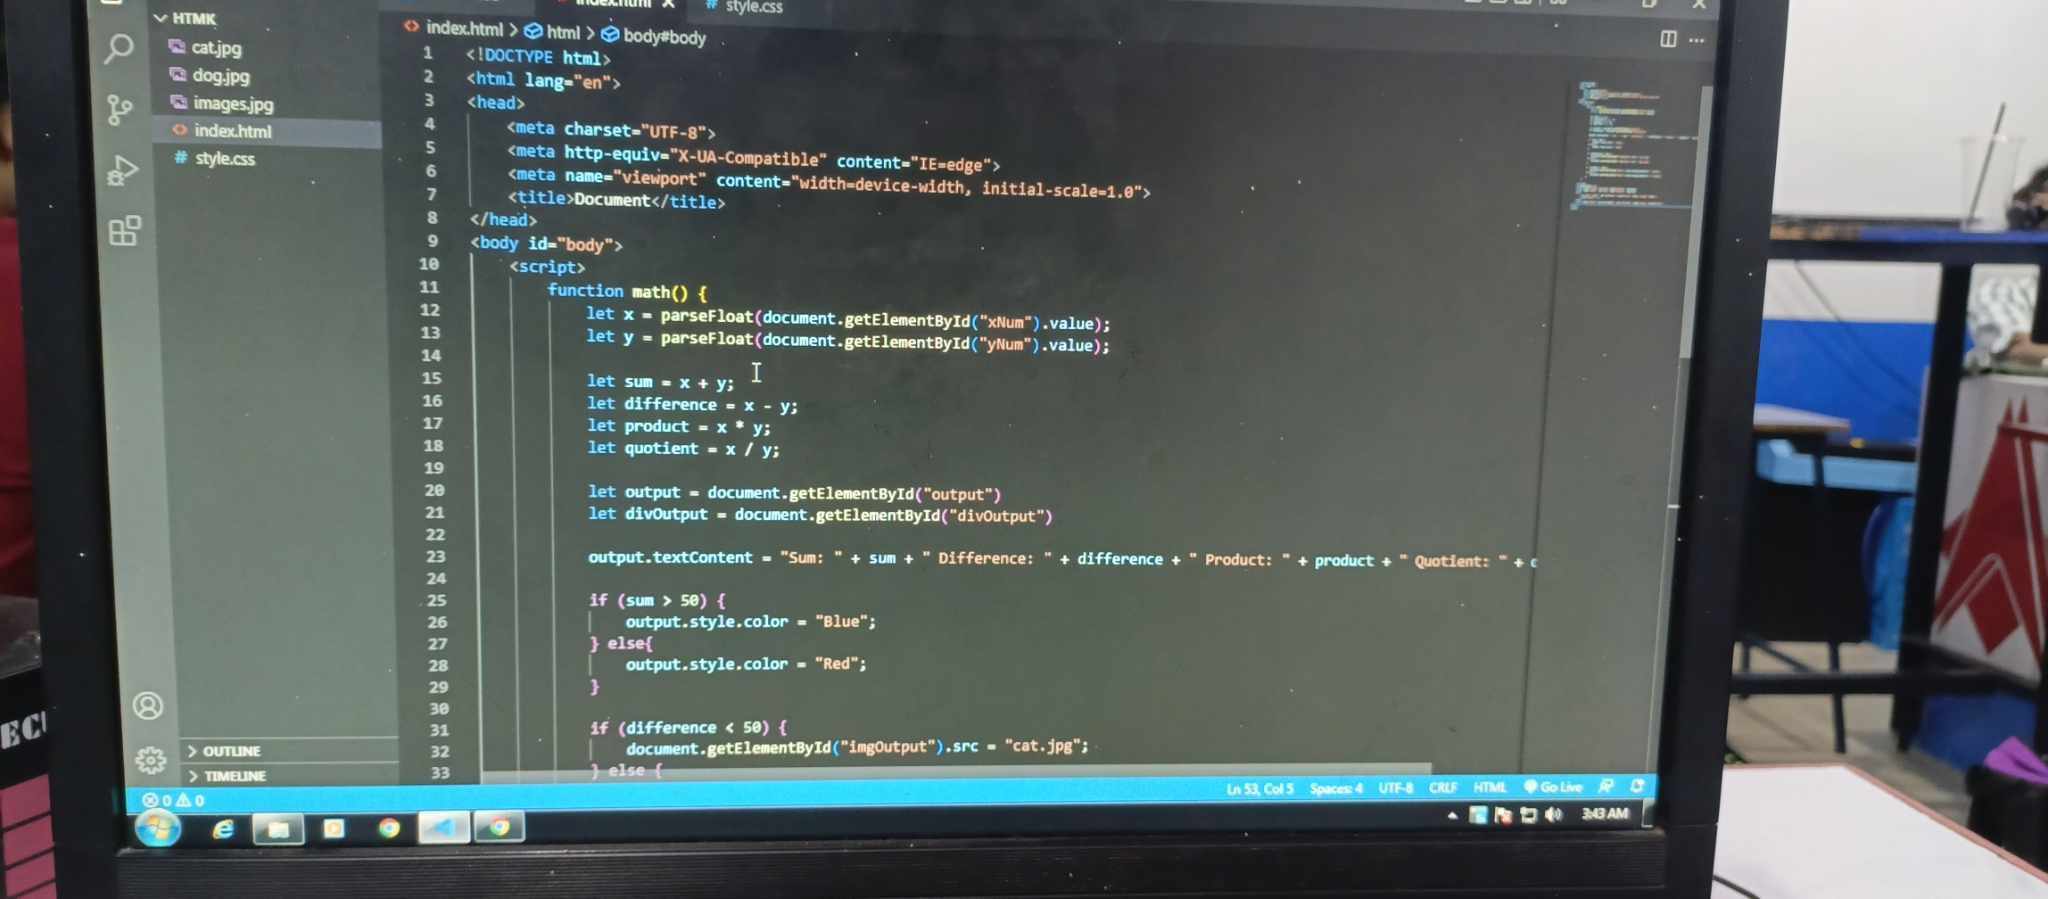 index.html
style.css
HTMK
cat.jpg
dog.jpg
images.jpg
index.html
style.css
index.html > html > body#body
1 <!DOCTYPE html>
2 <html lang="en">
3 <head>
4 <meta charset="UTF-8">
5 <meta http-equiv="X-UA-Compatible" content="IE=edge">
6 <meta name="viewport" content="width=device-width, initial-scale=1.0">
7 <title>Document</title>
8 </head>
9 <body id="body">
10 <script>
11 function math() {
12 let x = parseFloat(document.getElementById("xNum").value);
13 let y = parseFloat(document.getElementById("yNum").value);
14
15 let sum = x + y;
16 let difference = x - y;
17 let product = x * y;
18 let quotient = x / y;
19
20 let output = document.getElementById("output")
21 let divOutput = document.getElementById("divOutput")
22
23 output.textContent = "Sum: " + sum + " Difference: " + difference + " Product: " + product + " Quotient: " +
24
25 if (sum > 50) {
26 output.style.color = "Blue";
27 } else{
28 output.style.color = "Red";
29 }
30
31 if (difference < 50) {
32 document.getElementById("imgOutput").src = "cat.jpg";
33 } else {
OUTLINE
TIMELINE
0 0
Ln 53, Col 5 Spaces: 4 UTF-8 CRLF HTML Go Live
3:43 AM